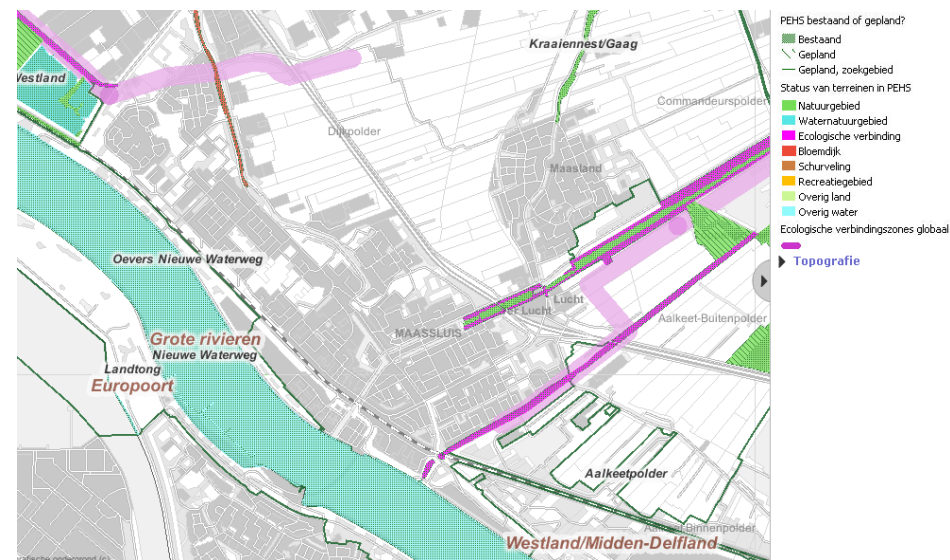 Kraaiennest/Gaag
Westland
Commandeurspolder
Dijkpolder
Maasland
Oevers Nieuwe Waterweg
Lucht
er Lucht
Aalkeet-Buitenpolder
MAASSLUIS
Grote rivieren
Nieuwe Waterweg
Landtong
Europoort
Aalkeetpolder
Aalkeet-Binnenpolder
Westland/Midden-Delfland
PEHS bestaand of gepland?
Bestaand
Gepland
Gepland, zoekgebied
Status van terreinen in PEHS
Natuurgebied
Waternatuurgebied
Ecologische verbinding
Bloemdijk
Schurveling
Recreatiegebied
Overig land
Overig water
Ecologische verbindingszones globaal
Topografie